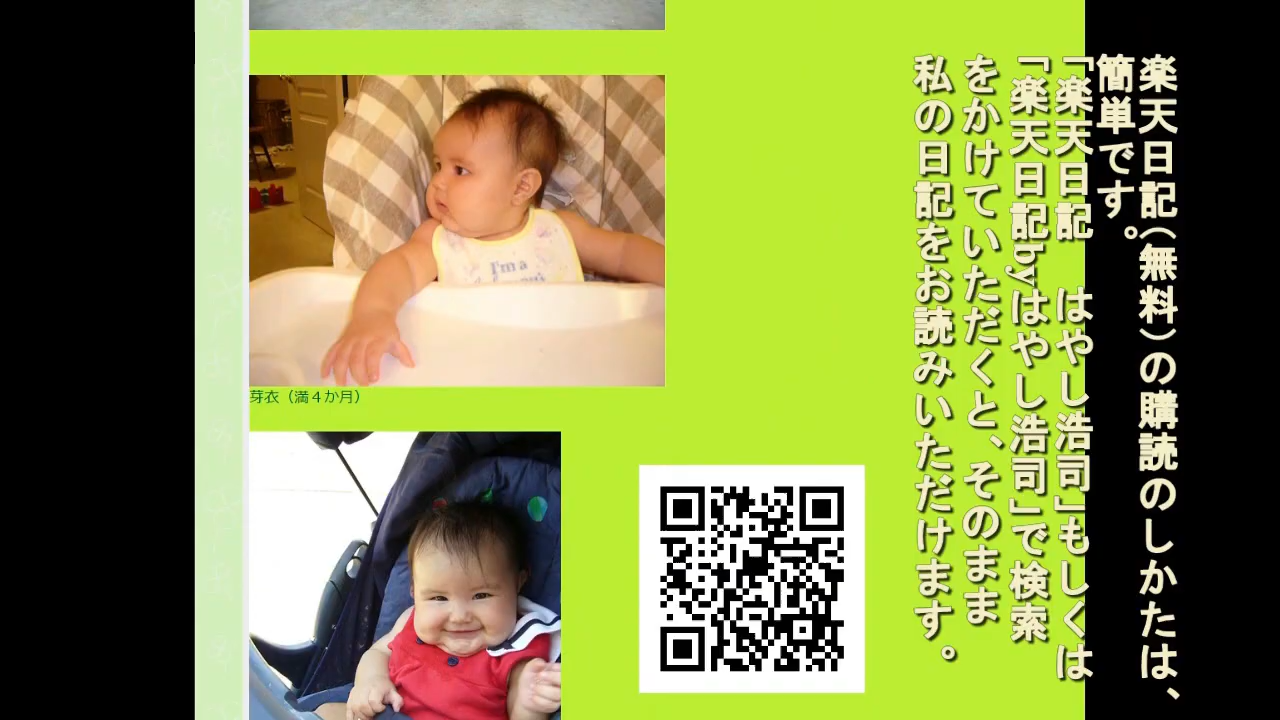 楽天日記（無料）の購読のしかたは、
簡単です。
「楽天日記　はやし浩司」もしくは
「楽天日記byはやし浩司」で検索
をかけていただくと、そのまま
私の日記をお読みいただけます。
I'm a
芽衣（満４か月）